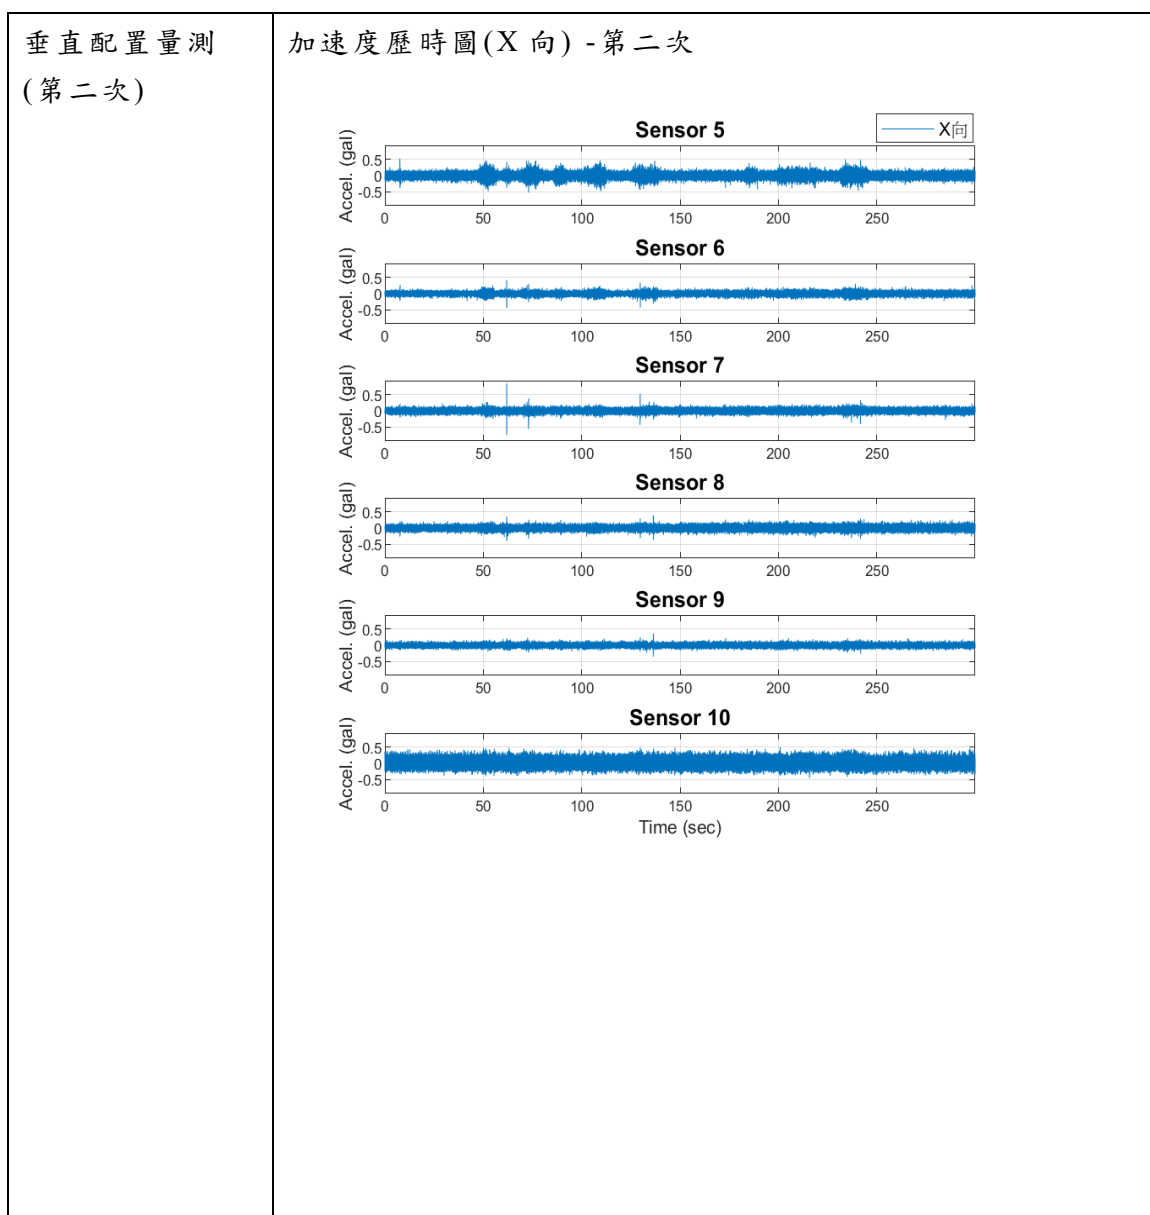 垂直配置量測
(第二次)
加速度歷時圖(X 向) -第二次
X向
Sensor 5
Accel. (gal)
0.5
0
-0.5
0 50 100 150 200 250
Sensor 6
Accel. (gal)
0.5
0
-0.5
0 50 100 150 200 250
Sensor 7
Accel. (gal)
0.5
0
-0.5
0 50 100 150 200 250
Sensor 8
Accel. (gal)
0.5
0
-0.5
0 50 100 150 200 250
Sensor 9
Accel. (gal)
0.5
0
-0.5
0 50 100 150 200 250
Sensor 10
Accel. (gal)
0.5
0
-0.5
0 50 100 150 200 250
Time (sec)